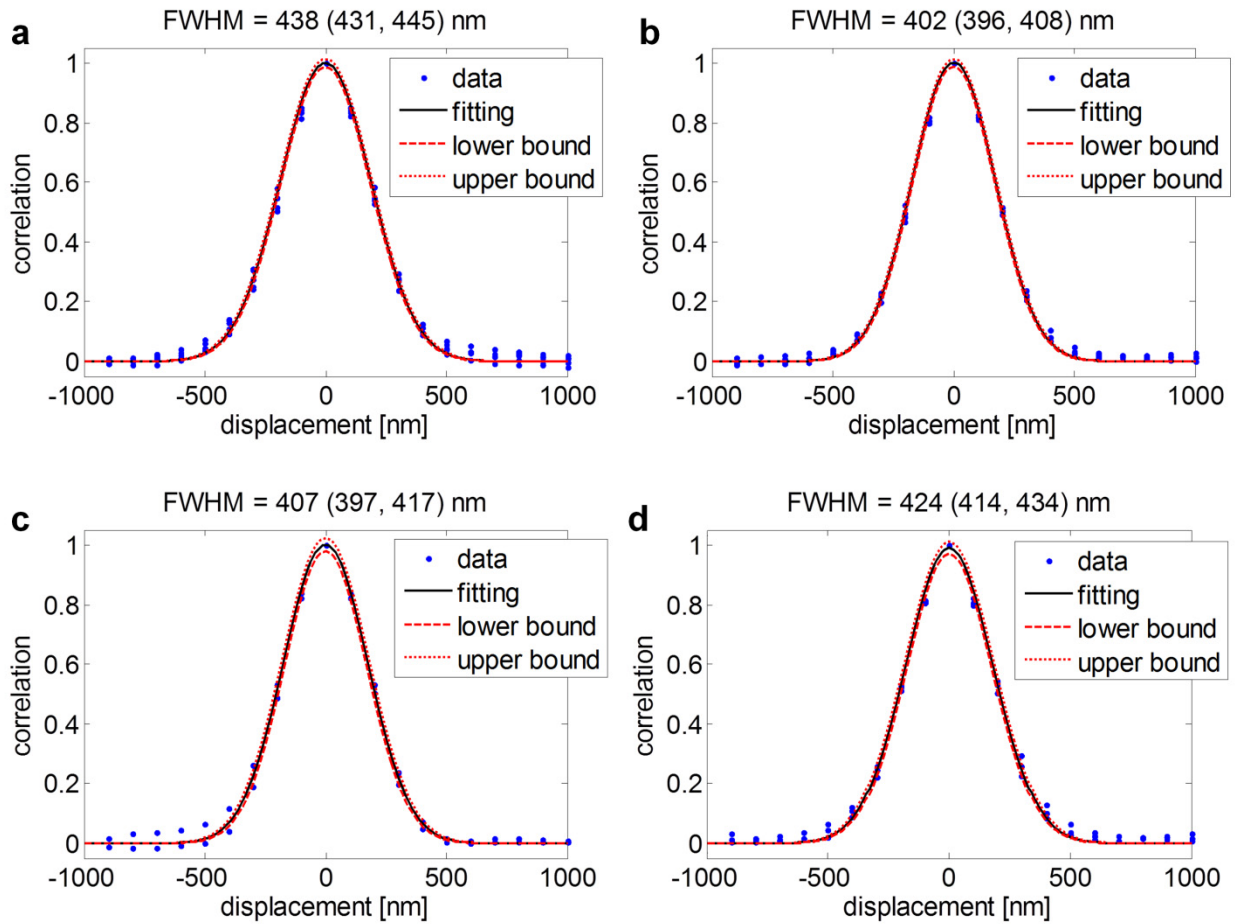 a
FWHM = 438 (431, 445) nm
1
0.8
0.6
0.4
0.2
0
correlation
data
fitting
lower bound
upper bound
-1000 -500 0 500 1000
displacement [nm]
b
FWHM = 402 (396, 408) nm
1
0.8
0.6
0.4
0.2
0
correlation
data
fitting
lower bound
upper bound
-1000 -500 0 500 1000
displacement [nm]
c
FWHM = 407 (397, 417) nm
1
0.8
0.6
0.4
0.2
0
correlation
data
fitting
lower bound
upper bound
-1000 -500 0 500 1000
displacement [nm]
d
FWHM = 424 (414, 434) nm
1
0.8
0.6
0.4
0.2
0
correlation
data
fitting
lower bound
upper bound
-1000 -500 0 500 1000
displacement [nm]